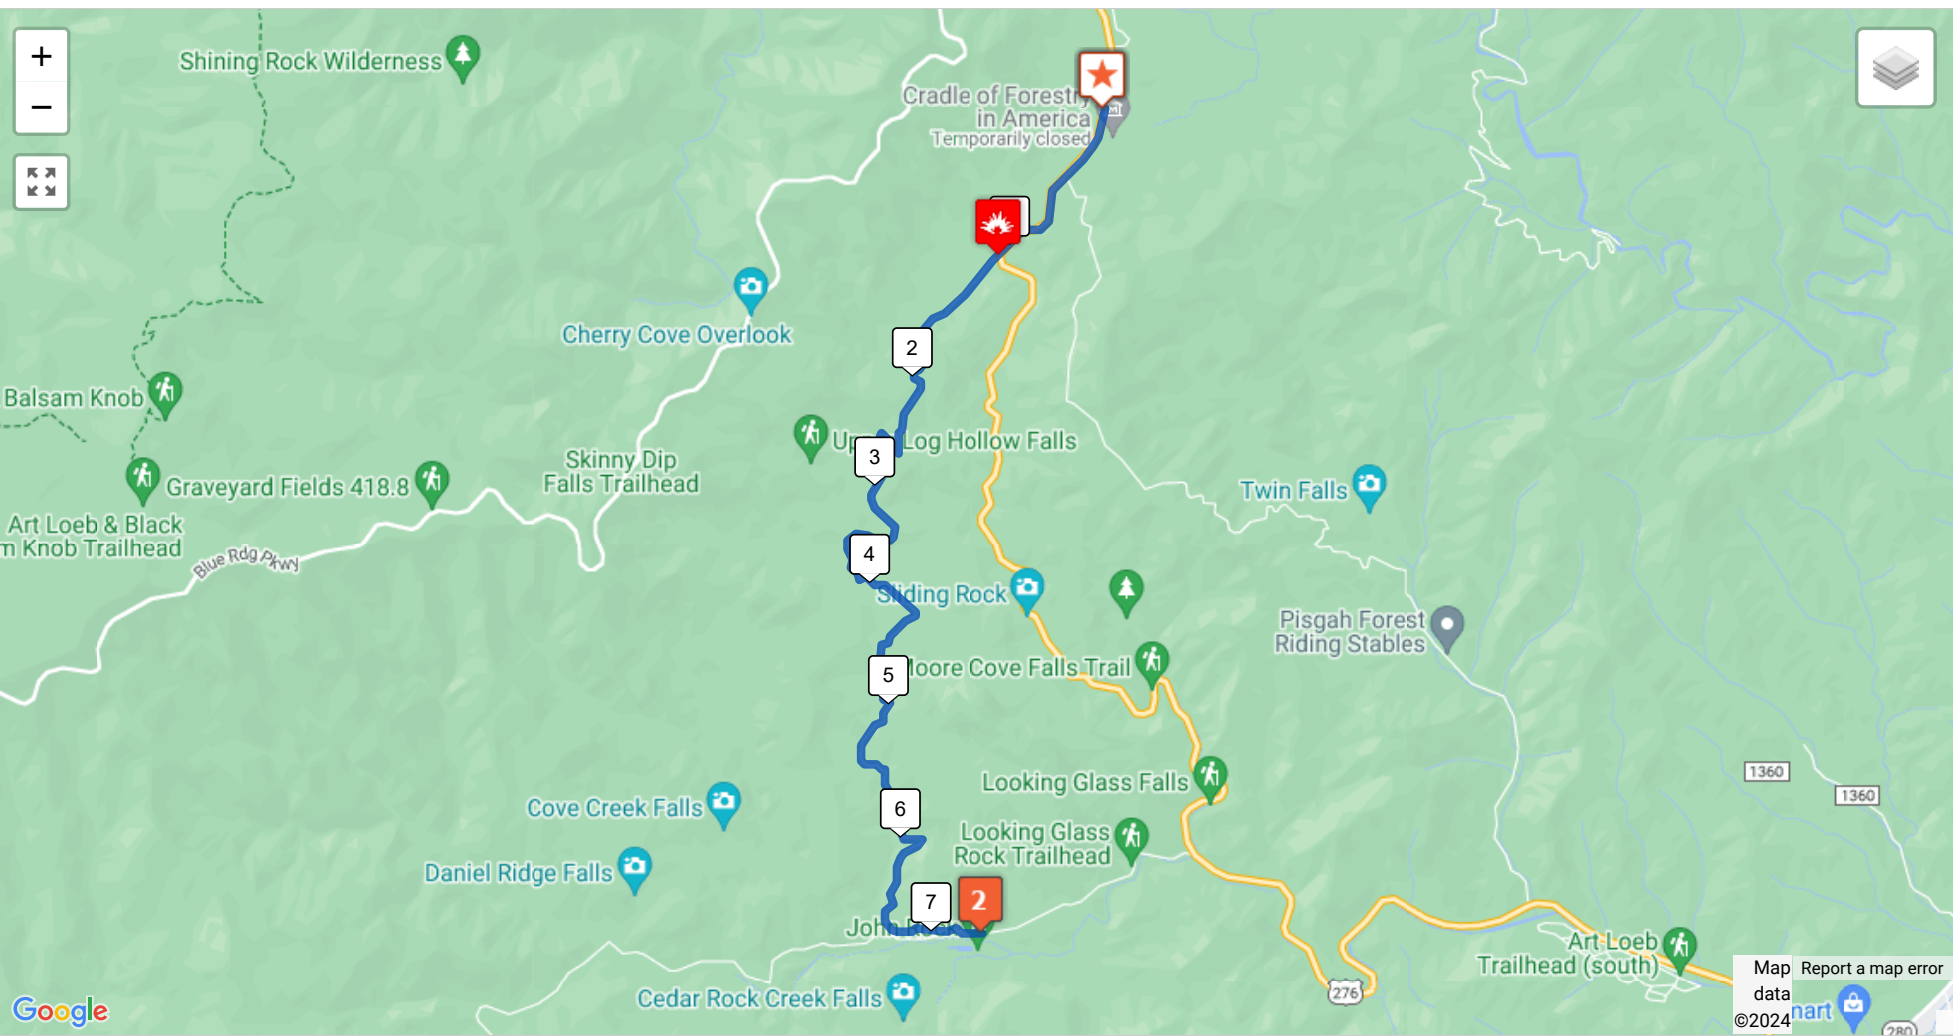 +
−
Shining Rock Wilderness
Cradle of Forestry
in America
Temporarily closed
Cherry Cove Overlook
2
Balsam Knob
Log Hollow Falls
3
Skinny Dip
Falls Trailhead
Graveyard Fields 418.8
Twin Falls
Art Loeb & Black
m Knob Trailhead
Blue Rdg Pkwy
4
Sliding Rock
Pisgah Forest
Riding Stables
Moore Cove Falls Trail
5
1360
1360
Looking Glass Falls
Cove Creek Falls
6
Looking Glass
Rock Trailhead
Daniel Ridge Falls
7
2
John Rock
Art Loeb
Trailhead (south)
276
Cedar Rock Creek Falls
Google
Map
data
©2024
Report a map error
mart
280